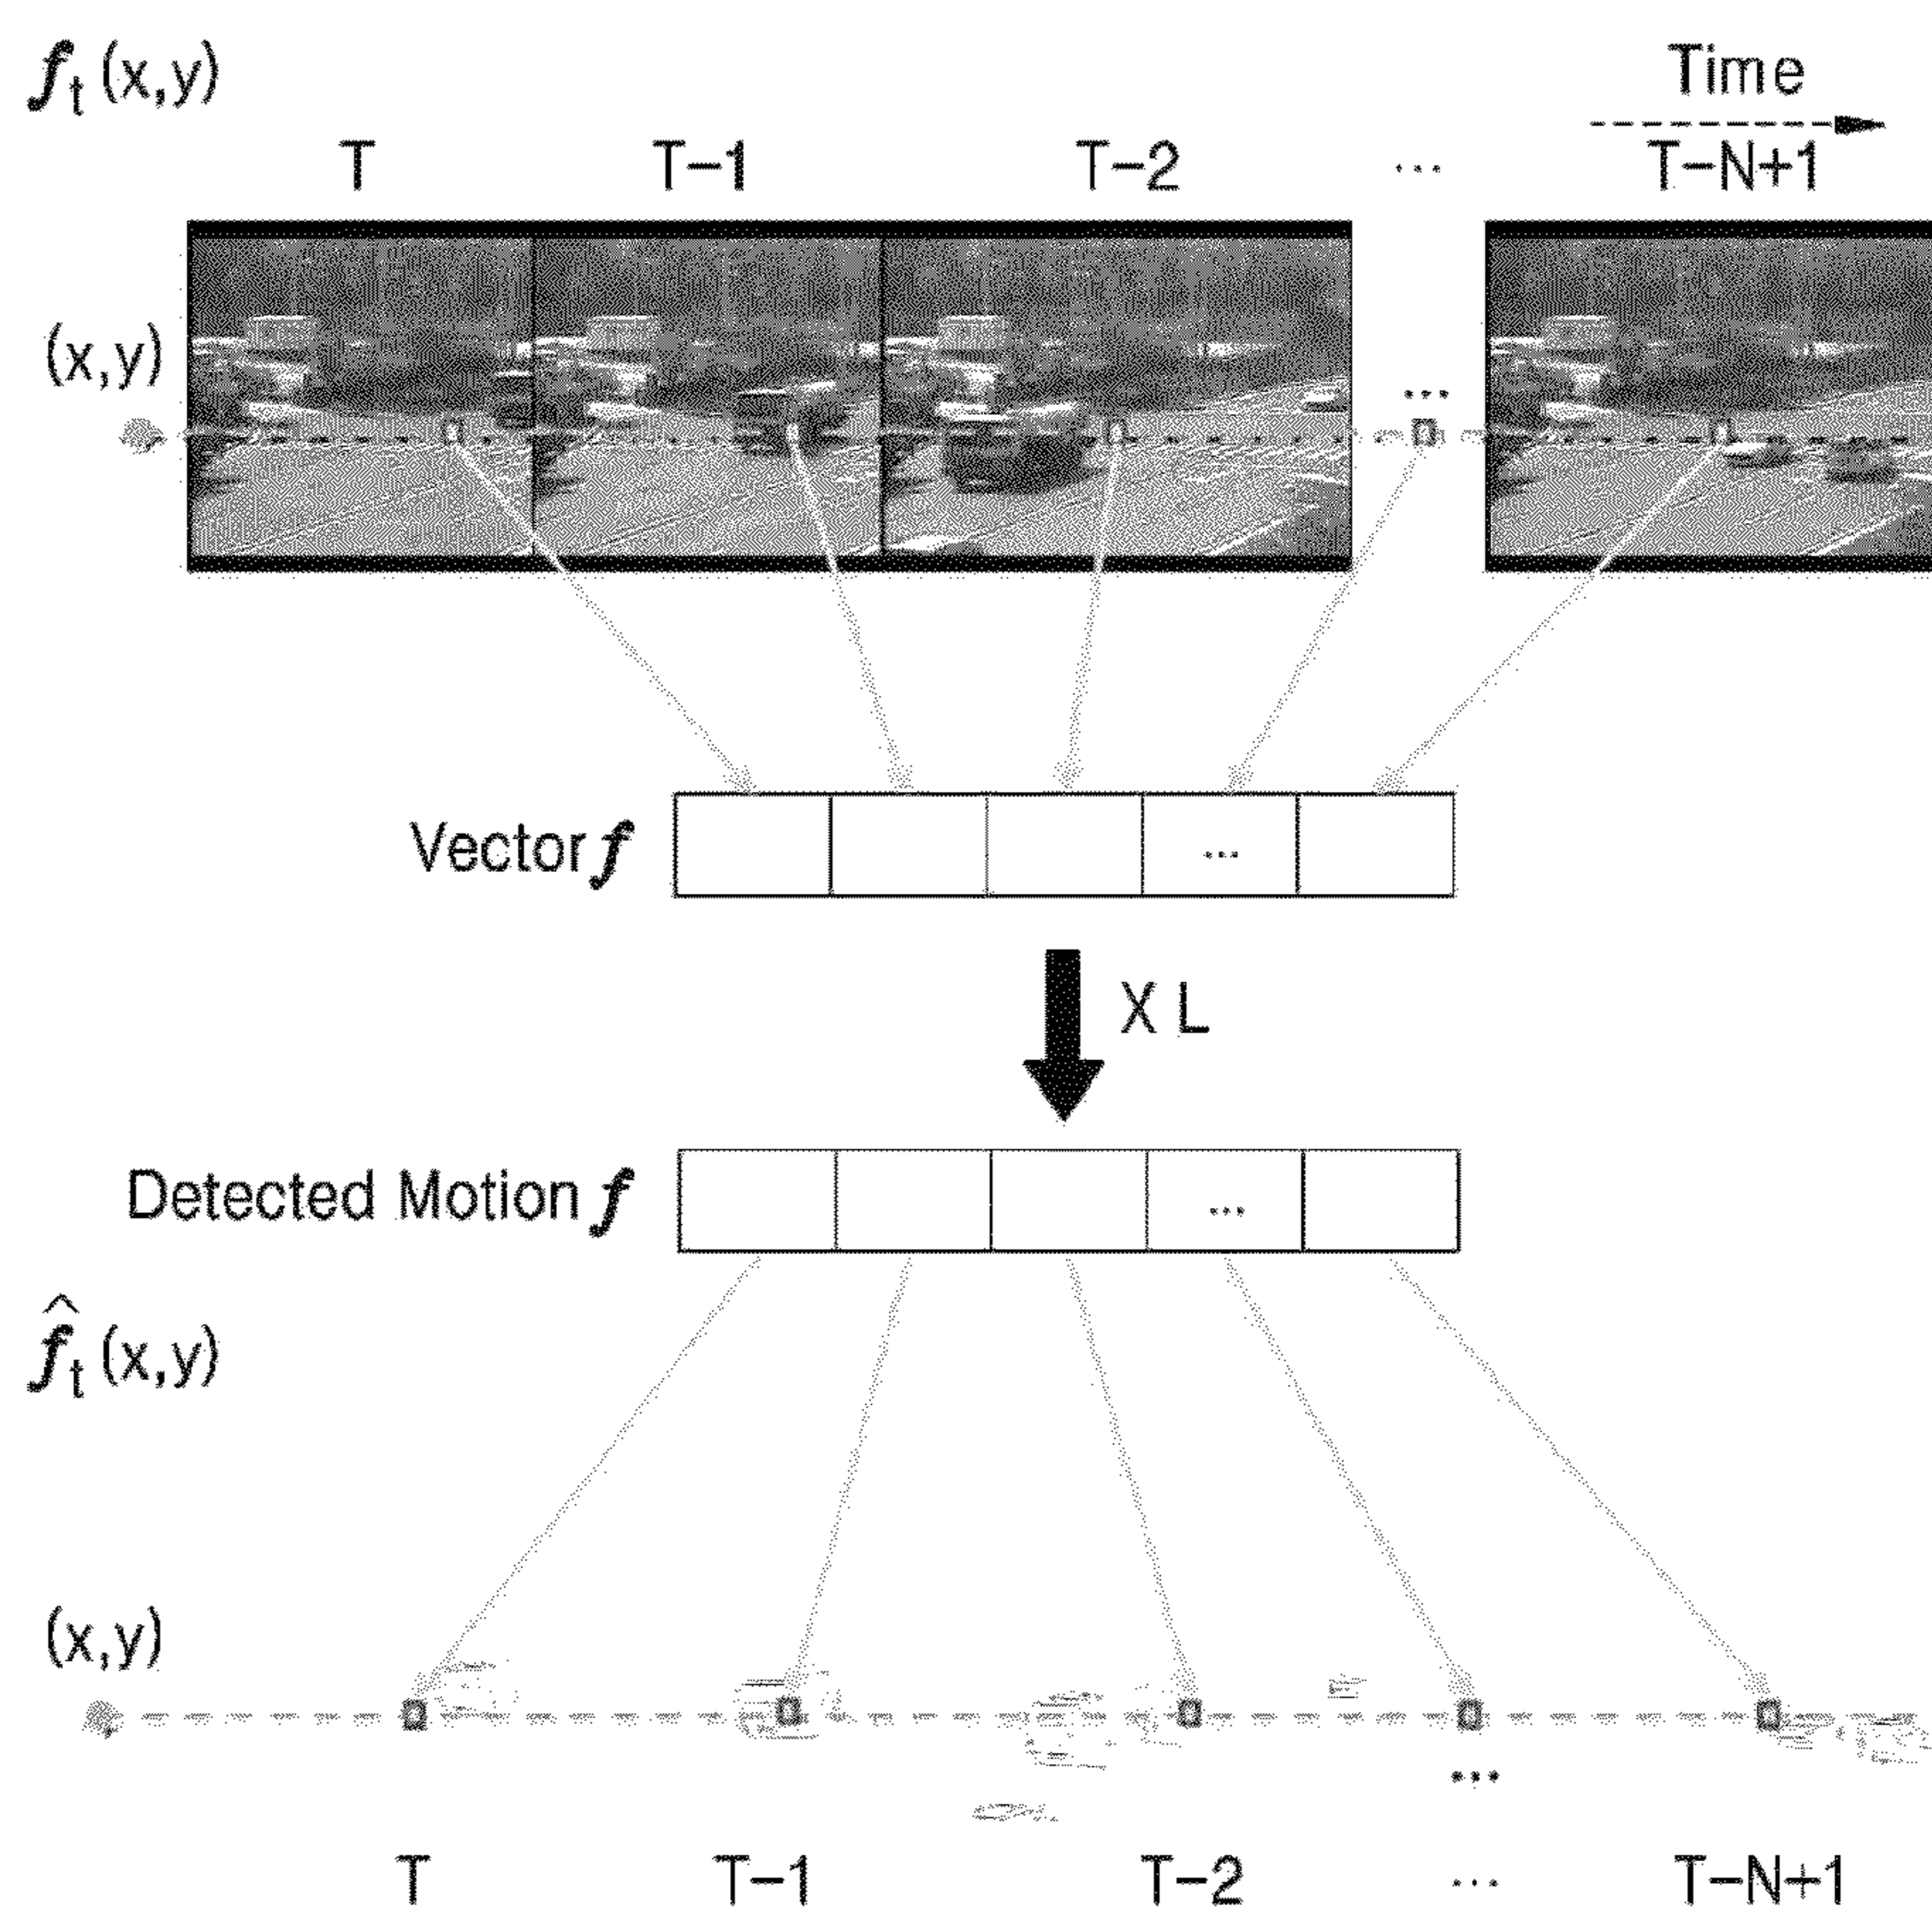 ft (x,y)
Time
T T-1 T-2 ... T-N+1
(x,y)
...
Vector f
...
X L
Detected Motion f
...
f̂t (x,y)
(x,y)
...
T T-1 T-2 ... T-N+1